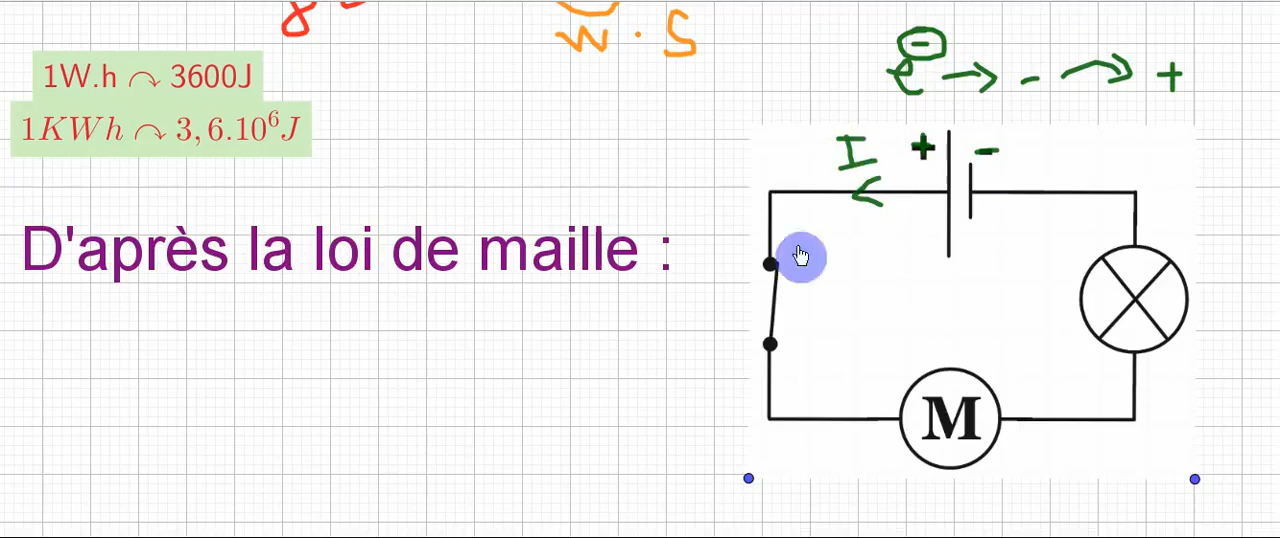 W . S
e⁻ → - → +
1W.h ↷ 3600J
1KWh ↷ 3,6.10⁶J
I + -
D'après la loi de maille :
M